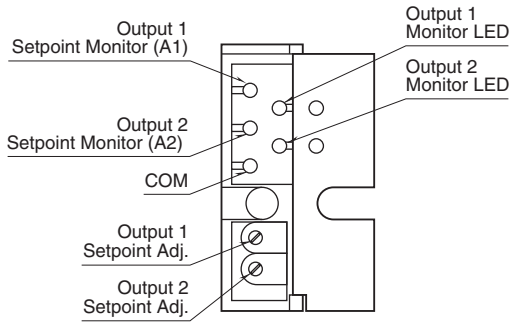 Output 1
Setpoint Monitor (A1)
Output 2
Setpoint Monitor (A2)
COM
Output 1
Setpoint Adj.
Output 2
Setpoint Adj.
Output 1
Monitor LED
Output 2
Monitor LED